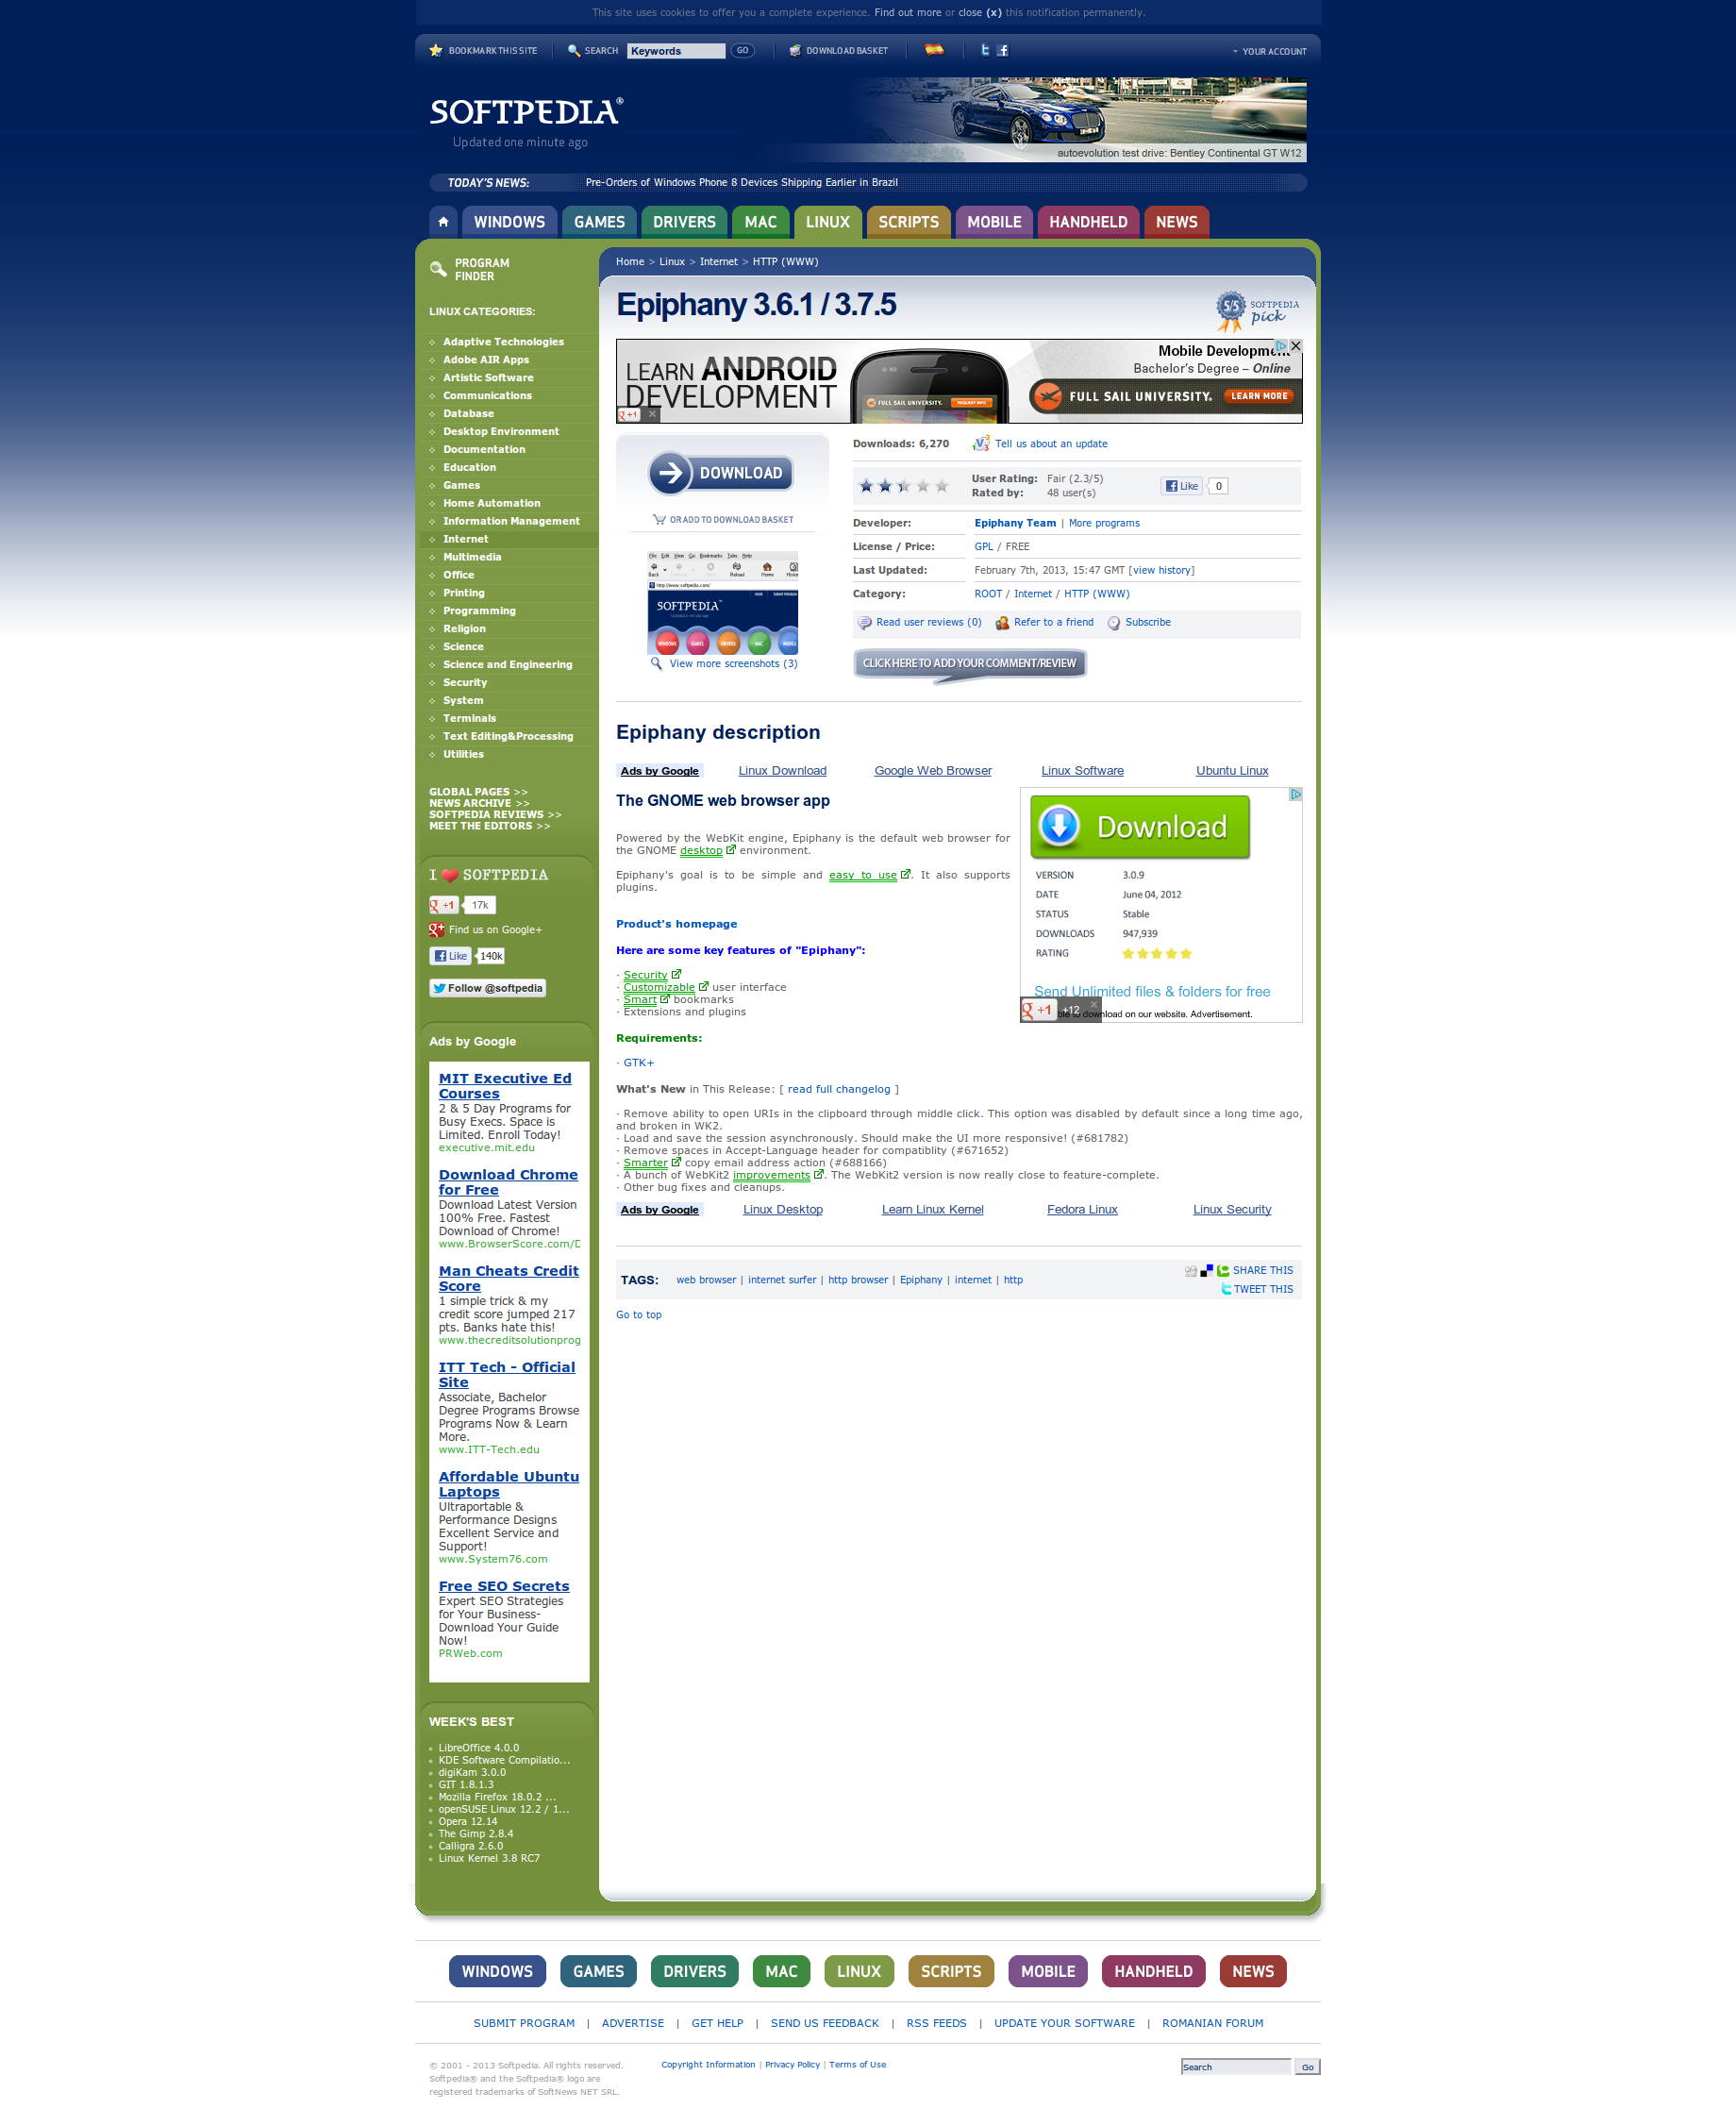 This site uses cookies to offer you a complete experience. Find out more or close (x) this notification permanently.
BOOKMARK THIS SITE
SEARCH
Keywords
GO
DOWNLOAD BASKET
YOUR ACCOUNT
SOFTPEDIA®
Updated one minute ago
autoevolution test drive: Bentley Continental GT W12
TODAY'S NEWS:
Pre-Orders of Windows Phone 8 Devices Shipping Earlier in Brazil
WINDOWS
GAMES
DRIVERS
MAC
LINUX
SCRIPTS
MOBILE
HANDHELD
NEWS
PROGRAM
FINDER
LINUX CATEGORIES:
Adaptive Technologies
Adobe AIR Apps
Artistic Software
Communications
Database
Desktop Environment
Documentation
Education
Games
Home Automation
Information Management
Internet
Multimedia
Office
Printing
Programming
Religion
Science
Science and Engineering
Security
System
Terminals
Text Editing&Processing
Utilities
GLOBAL PAGES >>
NEWS ARCHIVE >>
SOFTPEDIA REVIEWS >>
MEET THE EDITORS >>
I SOFTPEDIA
+1 17k
Find us on Google+
Like 140k
Follow @softpedia
Ads by Google
MIT Executive Ed
Courses
2 & 5 Day Programs for
Busy Execs. Space is
Limited. Enroll Today!
executive.mit.edu
Download Chrome
for Free
Download Latest Version
100% Free. Fastest
Download of Chrome!
www.BrowserScore.com/D
Man Cheats Credit
Score
1 simple trick & my
credit score jumped 217
pts. Banks hate this!
www.thecreditsolutionprog
ITT Tech - Official
Site
Associate, Bachelor
Degree Programs Browse
Programs Now & Learn
More.
www.ITT-Tech.edu
Affordable Ubuntu
Laptops
Ultraportable &
Performance Designs
Excellent Service and
Support!
www.System76.com
Free SEO Secrets
Expert SEO Strategies
for Your Business-
Download Your Guide
Now!
PRWeb.com
WEEK'S BEST
LibreOffice 4.0.0
KDE Software Compilatio...
digiKam 3.0.0
GIT 1.8.1.3
Mozilla Firefox 18.0.2 ...
openSUSE Linux 12.2 / 1...
Opera 12.14
The Gimp 2.8.4
Calligra 2.6.0
Linux Kernel 3.8 RC7
Home > Linux > Internet > HTTP (WWW)
Epiphany 3.6.1 / 3.7.5
5/5 SOFTPEDIA
pick
LEARN ANDROID
DEVELOPMENT
FULL SAIL UNIVERSITY.
REQUEST INFO
Mobile Development
Bachelor's Degree – Online
FULL SAIL UNIVERSITY.
LEARN MORE
+1
DOWNLOAD
OR ADD TO DOWNLOAD BASKET
File Edit View Go Bookmarks Tabs Help
Back Forward Stop Reload Home
http://www.softpedia.com/
SOFTPEDIA
WINDOWS GAMES DRIVERS MAC MOBILE
View more screenshots (3)
Downloads: 6,270
Tell us about an update
User Rating: Fair (2.3/5)
Rated by: 48 user(s)
Like 0
Developer: Epiphany Team | More programs
License / Price: GPL / FREE
Last Updated: February 7th, 2013, 15:47 GMT [view history]
Category: ROOT / Internet / HTTP (WWW)
Read user reviews (0)
Refer to a friend
Subscribe
CLICK HERE TO ADD YOUR COMMENT/REVIEW
Epiphany description
Ads by Google
Linux Download
Google Web Browser
Linux Software
Ubuntu Linux
The GNOME web browser app
Powered by the WebKit engine, Epiphany is the default web browser for
the GNOME desktop environment.
Epiphany's goal is to be simple and easy to use. It also supports
plugins.
Product's homepage
Here are some key features of "Epiphany":
· Security
· Customizable user interface
· Smart bookmarks
· Extensions and plugins
Requirements:
· GTK+
Download
VERSION 3.0.9
DATE June 04, 2012
STATUS Stable
DOWNLOADS 947,939
RATING
Send Unlimited files & folders for free
+1 +12
download on our website. Advertisement.
What's New in This Release: [ read full changelog ]
· Remove ability to open URIs in the clipboard through middle click. This option was disabled by default since a long time ago,
and broken in WK2.
· Load and save the session asynchronously. Should make the UI more responsive! (#681782)
· Remove spaces in Accept-Language header for compatiblity (#671652)
· Smarter copy email address action (#688166)
· A bunch of WebKit2 improvements. The WebKit2 version is now really close to feature-complete.
· Other bug fixes and cleanups.
Ads by Google
Linux Desktop
Learn Linux Kernel
Fedora Linux
Linux Security
TAGS: web browser | internet surfer | http browser | Epiphany | internet | http
SHARE THIS
TWEET THIS
Go to top
WINDOWS
GAMES
DRIVERS
MAC
LINUX
SCRIPTS
MOBILE
HANDHELD
NEWS
SUBMIT PROGRAM | ADVERTISE | GET HELP | SEND US FEEDBACK | RSS FEEDS | UPDATE YOUR SOFTWARE | ROMANIAN FORUM
© 2001 - 2013 Softpedia. All rights reserved.
Softpedia® and the Softpedia® logo are
registered trademarks of SoftNews NET SRL.
Copyright Information | Privacy Policy | Terms of Use
Search
Go